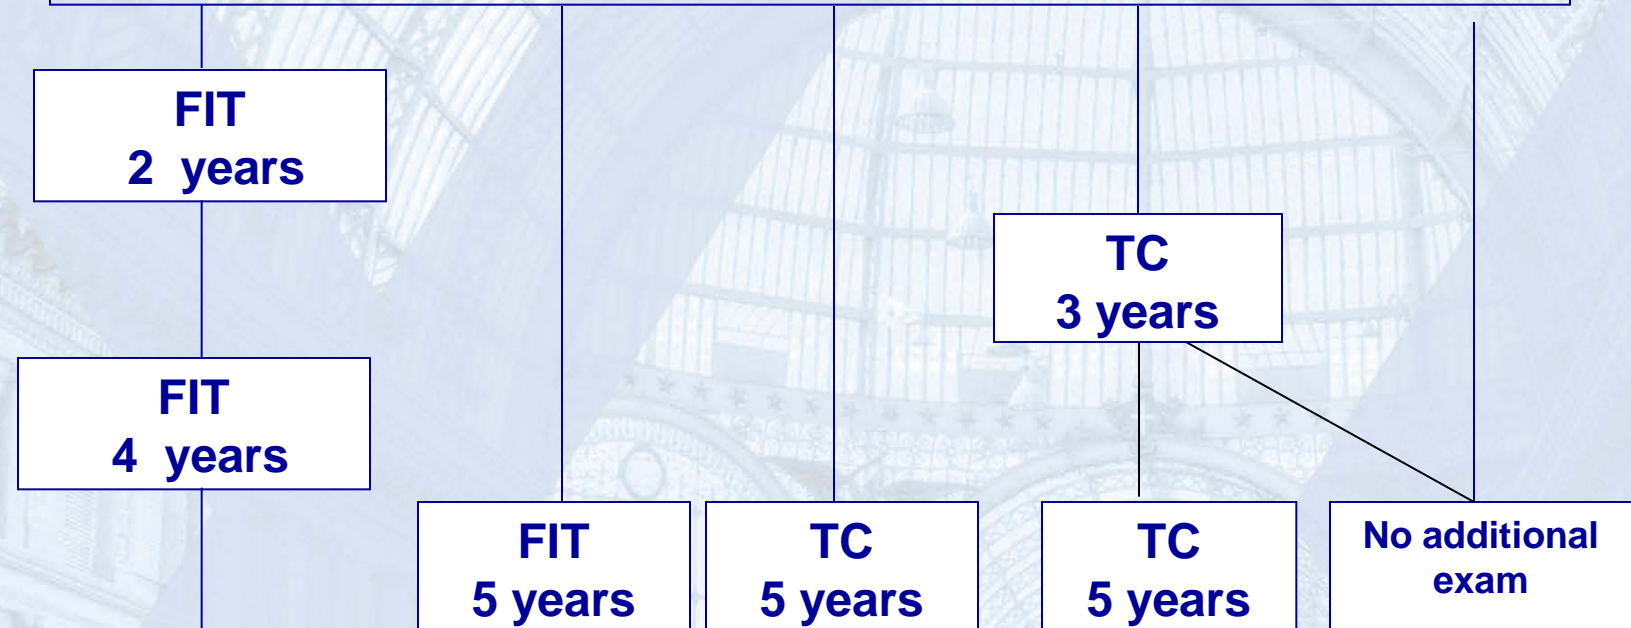 FIT
2 years
TC
3 years
FIT
4 years
FIT
5 years
TC
5 years
TC
5 years
No additional
exam